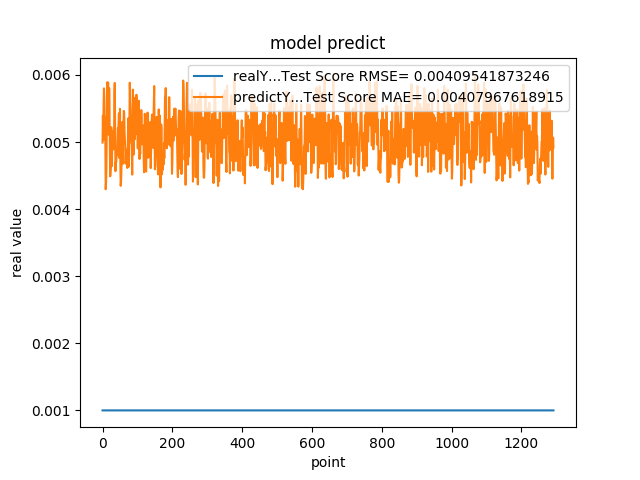 model predict
realY...Test Score RMSE= 0.00409541873246
predictY...Test Score MAE= 0.00407967618915
0.006
0.005
0.004
0.003
0.002
0.001
real value
0 200 400 600 800 1000 1200
point